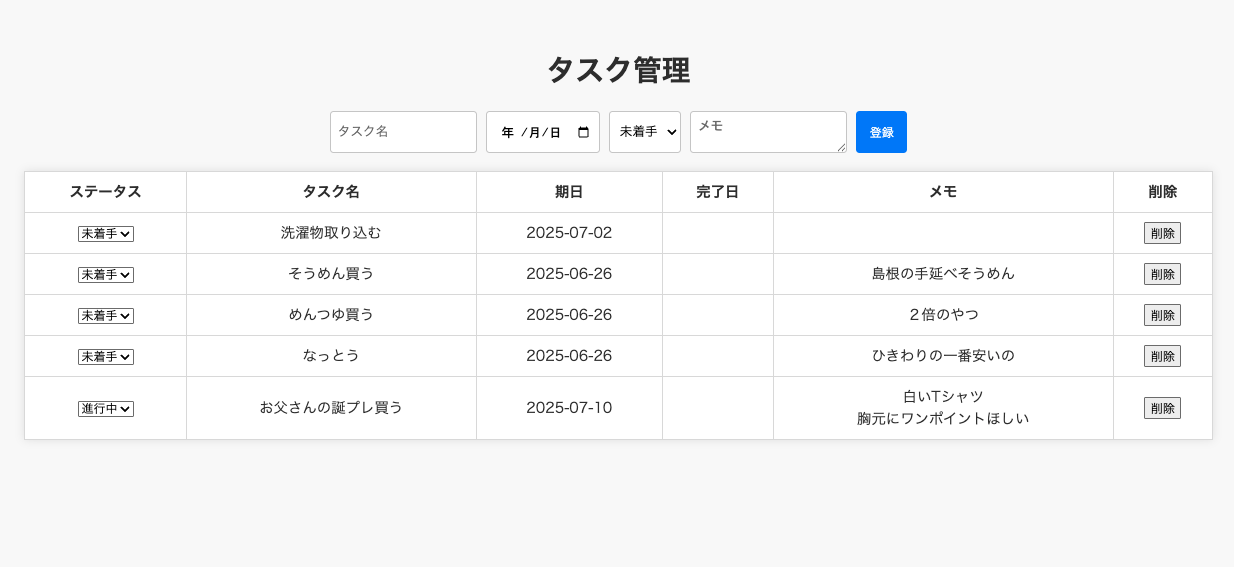 タスク管理
タスク名 年 /月/日 未着手 メモ 登録
ステータス タスク名 期日 完了日 メモ 削除
未着手 洗濯物取り込む 2025-07-02 削除
未着手 そうめん買う 2025-06-26 島根の手延べそうめん 削除
未着手 めんつゆ買う 2025-06-26 ２倍のやつ 削除
未着手 なっとう 2025-06-26 ひきわりの一番安いの 削除
進行中 お父さんの誕プレ買う 2025-07-10 白いTシャツ
胸元にワンポイントほしい 削除